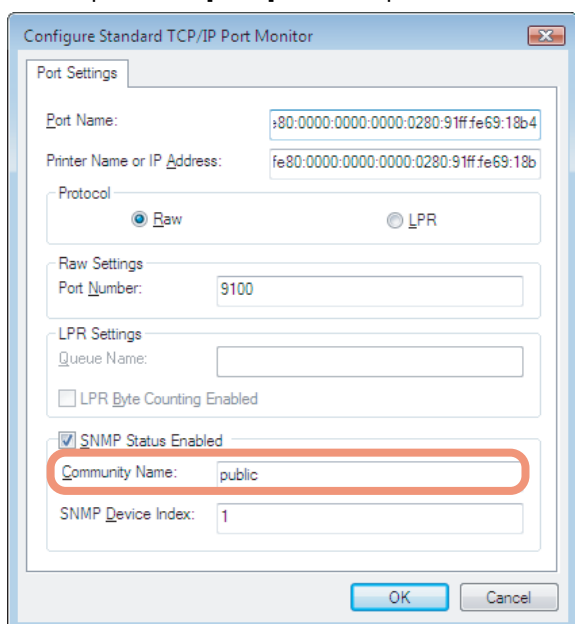 Configure Standard TCP/IP Port Monitor
Port Settings
Port Name: :80:0000:0000:0000:0280:91ff:fe69:18b4
Printer Name or IP Address: fe80:0000:0000:0000:0280:91ff:fe69:18b
Protocol
Raw LPR
Raw Settings
Port Number: 9100
LPR Settings
Queue Name:
LPR Byte Counting Enabled
SNMP Status Enabled
Community Name: public
SNMP Device Index: 1
OK Cancel